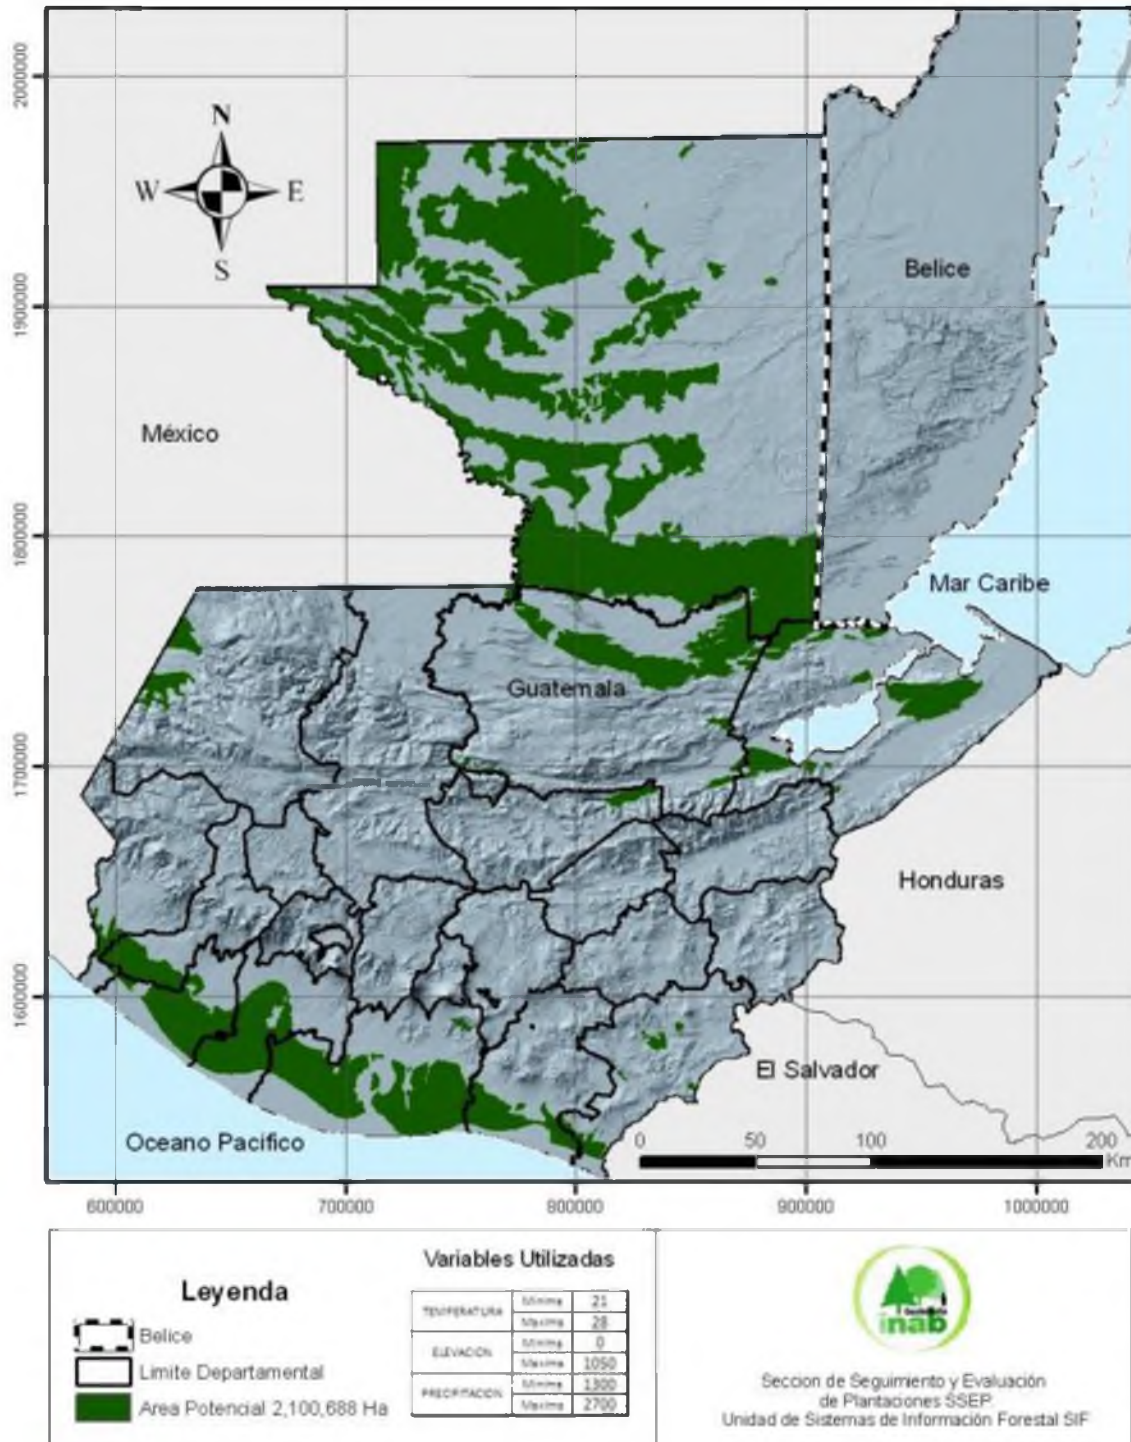 2000000
N
W E
S
Belice
1900000
México
1800000
Mar Caribe
Guatemala
1700000
Honduras
1600000
El Salvador
Oceano Pacifico
0 50 100 200
Km
600000 700000 800000 900000 1000000
Leyenda
Belice
Limite Departamental
Area Potencial 2,100,688 Ha
Variables Utilizadas
TEMPERATURA Minima 21
Maxima 28
ELEVACION Minima 0
Maxima 1050
PRECIPITACION Minima 1300
Maxima 2700
inab
Seccion de Seguimiento y Evaluación
de Plantaciones SSEP.
Unidad de Sistemas de Información Forestal SIF